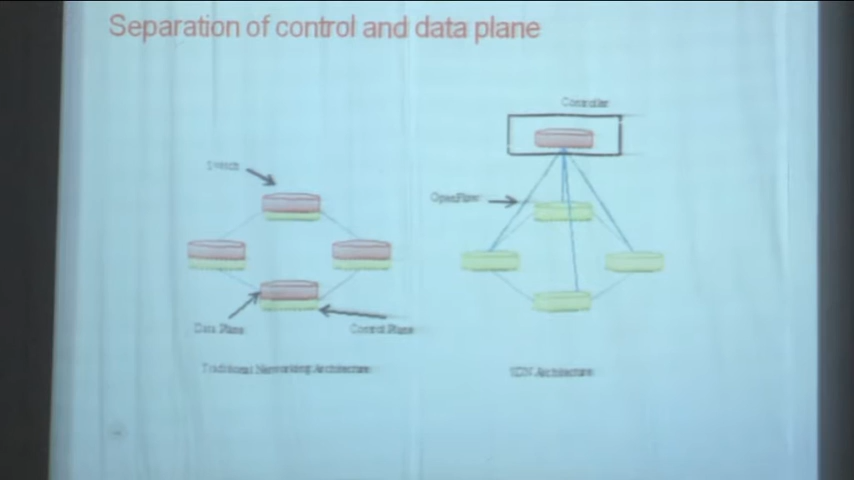 Separation of control and data plane
Controller
Switch
OpenFlow
Data Plane
Control Plane
Traditional Networking Architecture
SDN Architecture